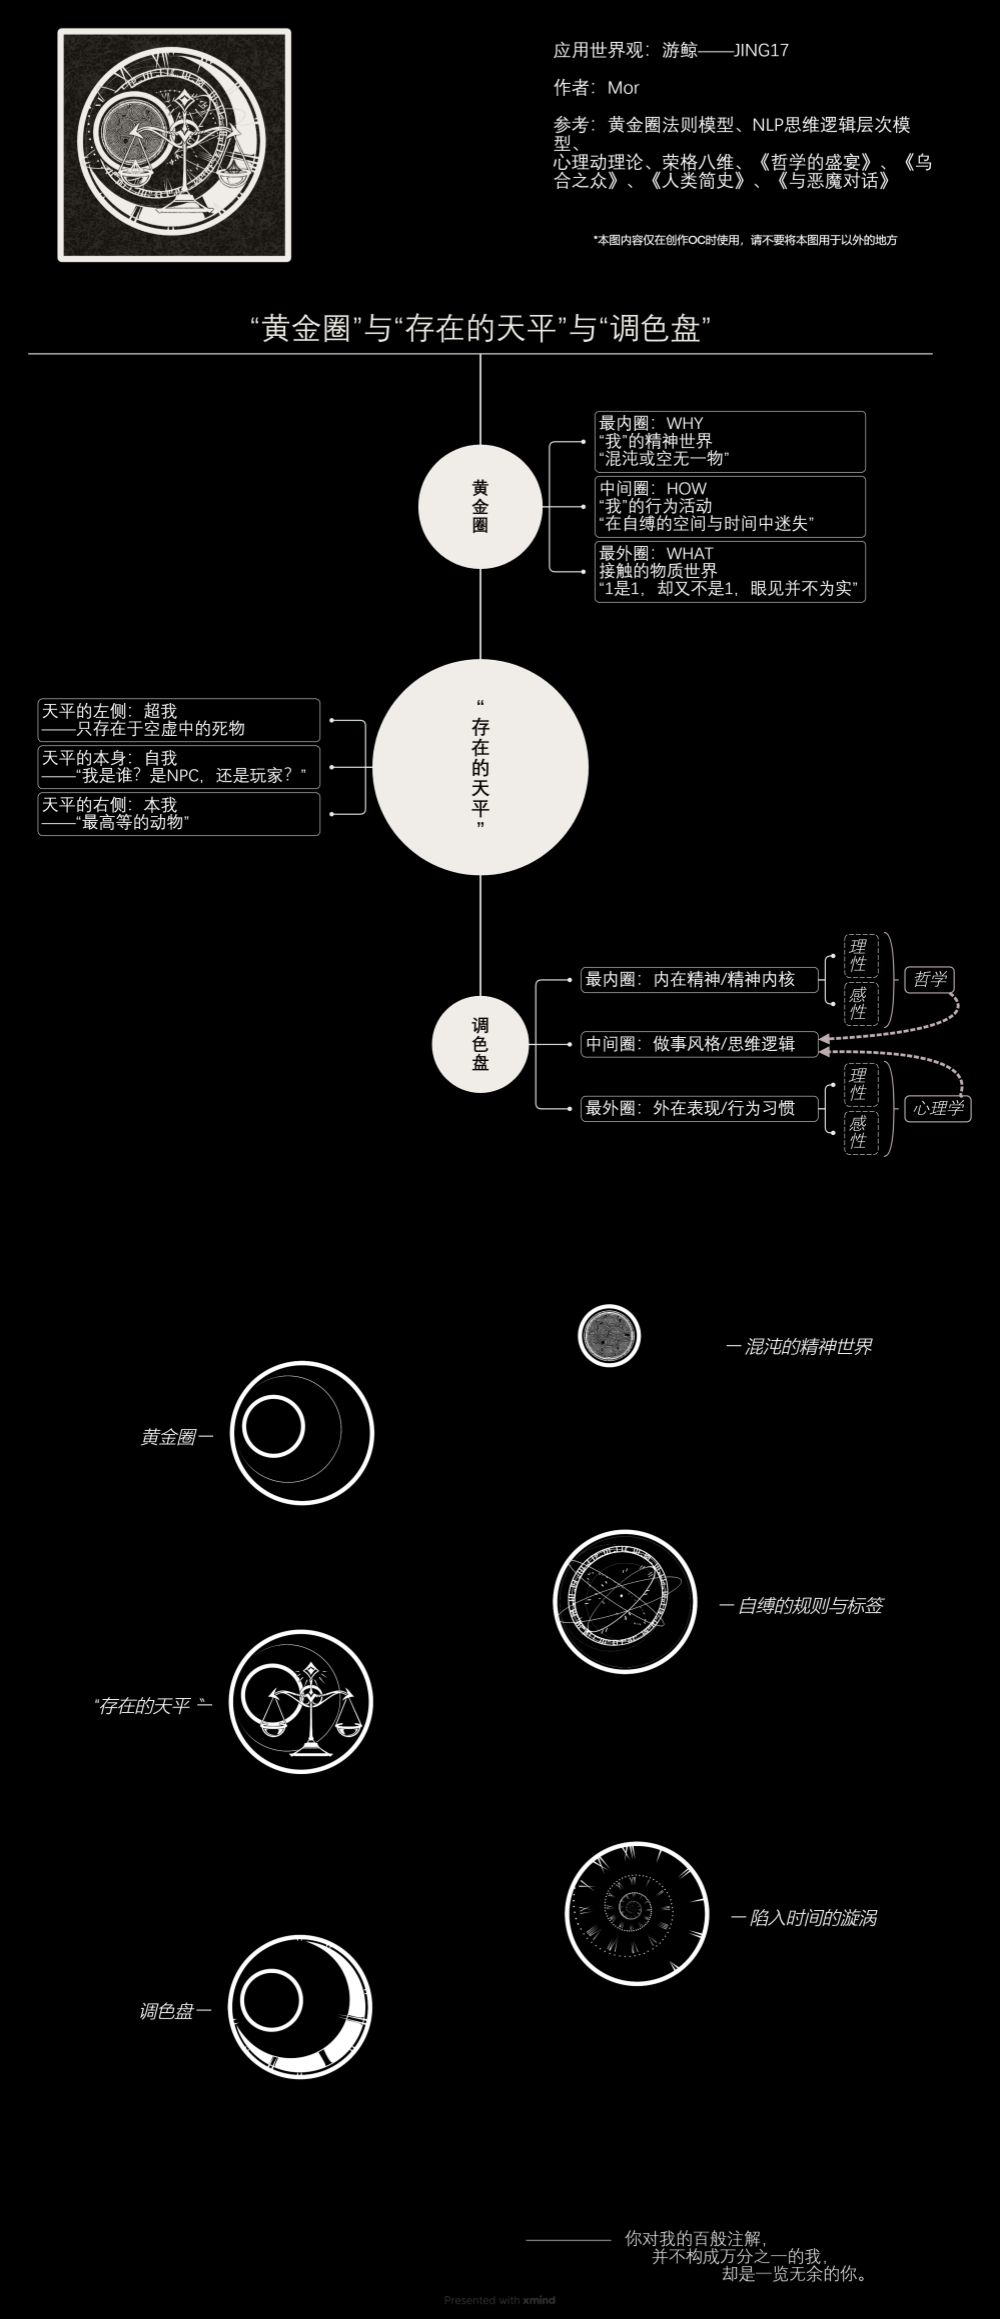 应用世界观：游鲸——JING17
作者：Mor
参考：黄金圈法则模型、NLP思维逻辑层次模
型、
心理动理论、荣格八维、《哲学的盛宴》、《乌
合之众》、《人类简史》、《与恶魔对话》
*本图内容仅在创作OC时使用，请不要将本图用于以外的地方
“黄金圈”与“存在的天平”与“调色盘”
黄金圈
最内圈：WHY
“我”的精神世界
“混沌或空无一物”
中间圈：HOW
“我”的行为活动
“在自缚的空间与时间中迷失”
最外圈：WHAT
接触的物质世界
“1是1，却又不是1，眼见并不为实”
“存在的天平”
天平的左侧：超我
——只存在于空虚中的死物
天平的本身：自我
——“我是谁？是NPC，还是玩家？”
天平的右侧：本我
——“最高等的动物”
调色盘
最内圈：内在精神/精神内核
理性
感性
哲学
中间圈：做事风格/思维逻辑
最外圈：外在表现/行为习惯
理性
感性
心理学
— 混沌的精神世界
黄金圈—
— 自缚的规则与标签
“存在的天平 ”—
— 陷入时间的漩涡
调色盘—
——— 你对我的百般注解，
并不构成万分之一的我，
却是一览无余的你。
Presented with xmind